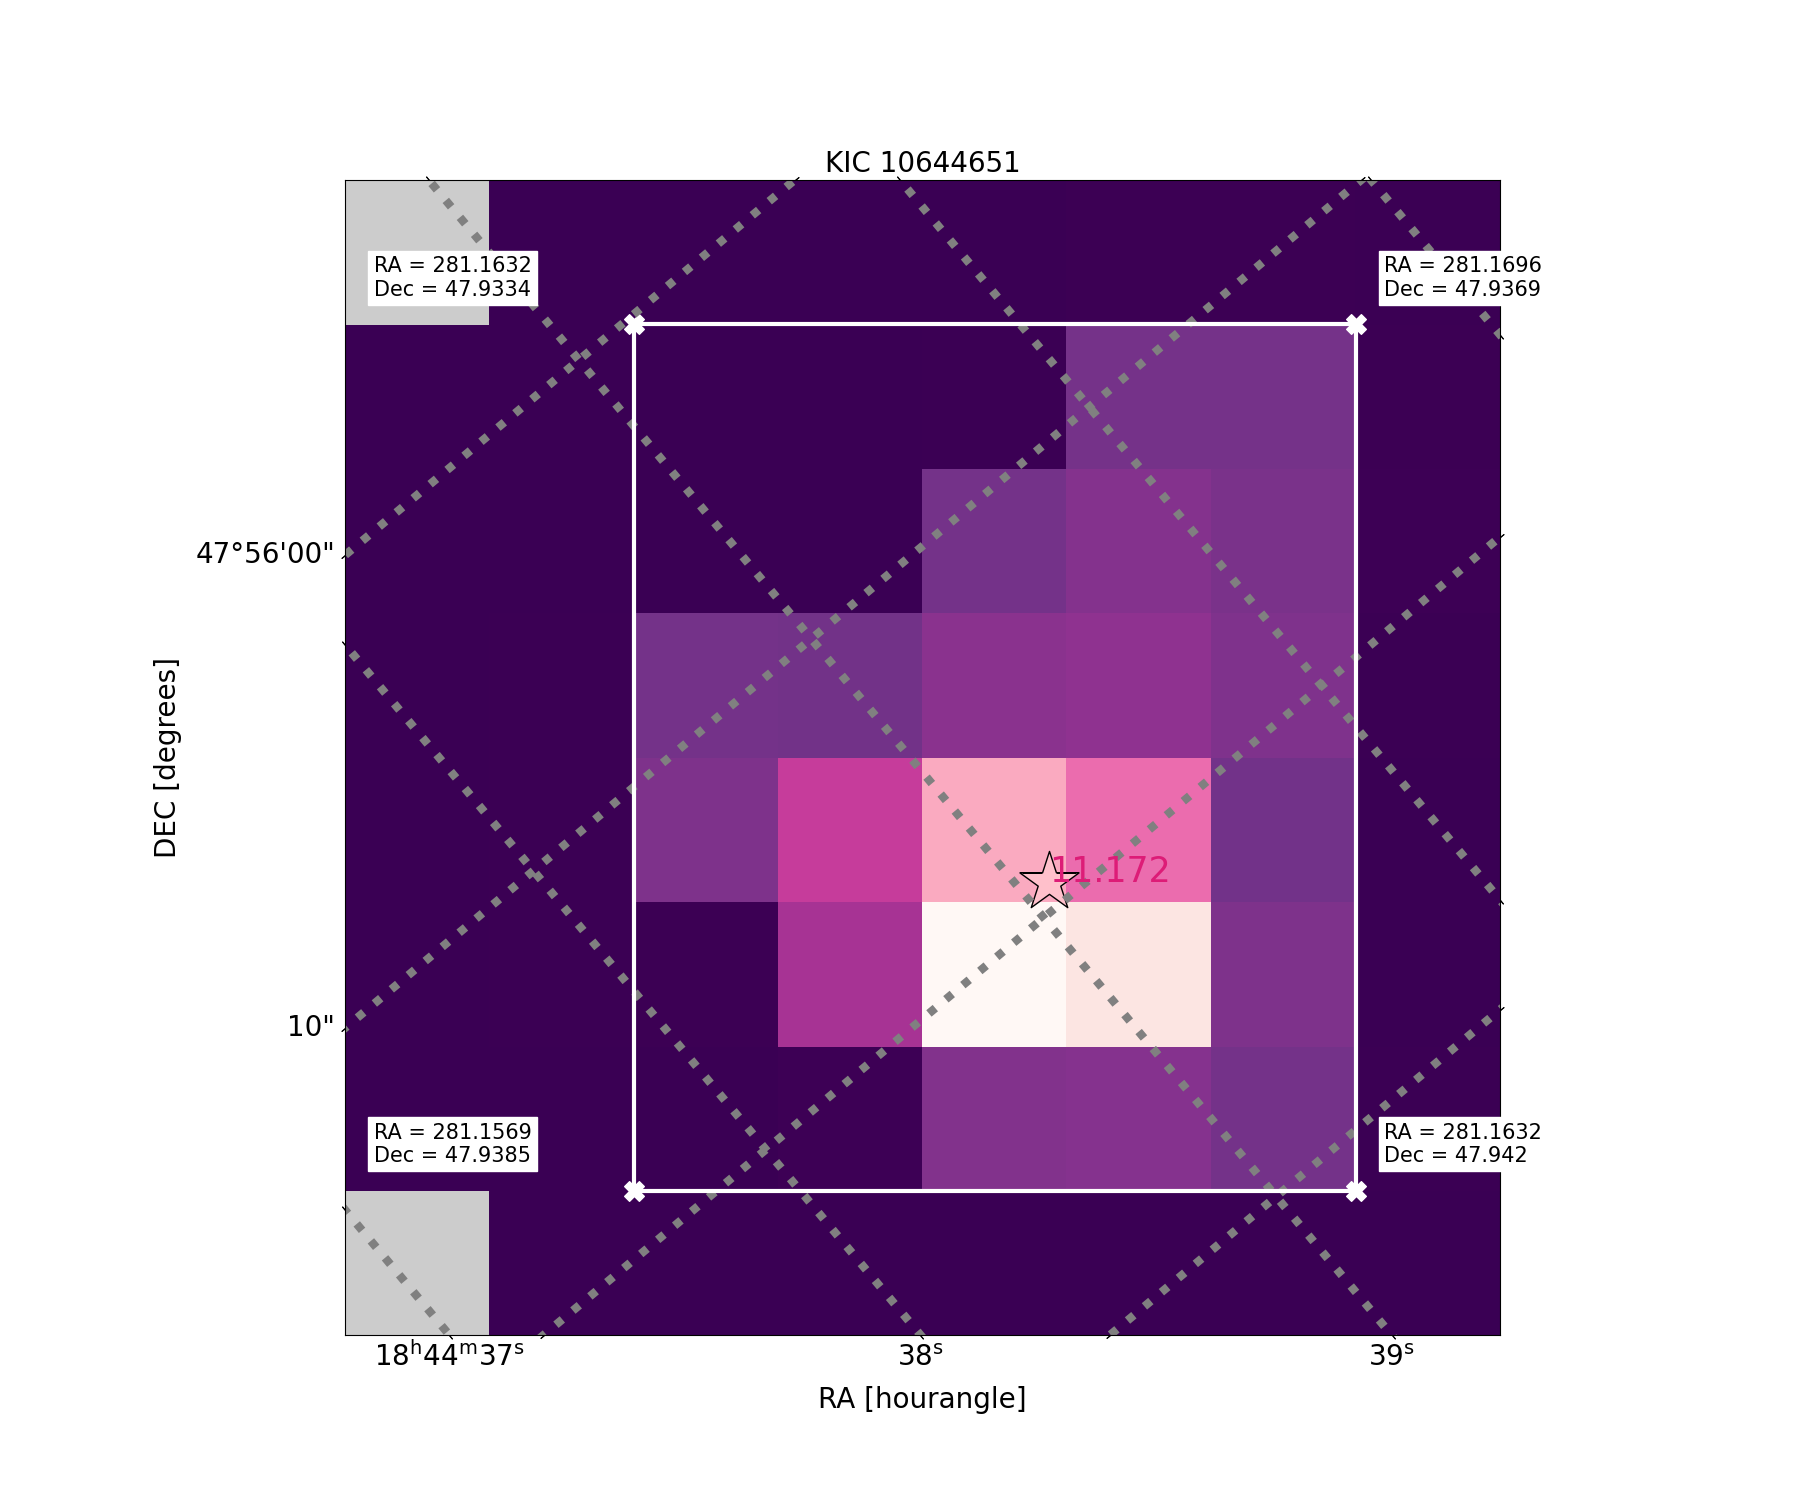 KIC 10644651
RA = 281.1632
Dec = 47.9334
RA = 281.1696
Dec = 47.9369
47°56'00"
DEC [degrees]
11.172
10"
RA = 281.1569
Dec = 47.9385
RA = 281.1632
Dec = 47.942
18ʰ44ᵐ37ˢ
38ˢ
39ˢ
RA [hourangle]